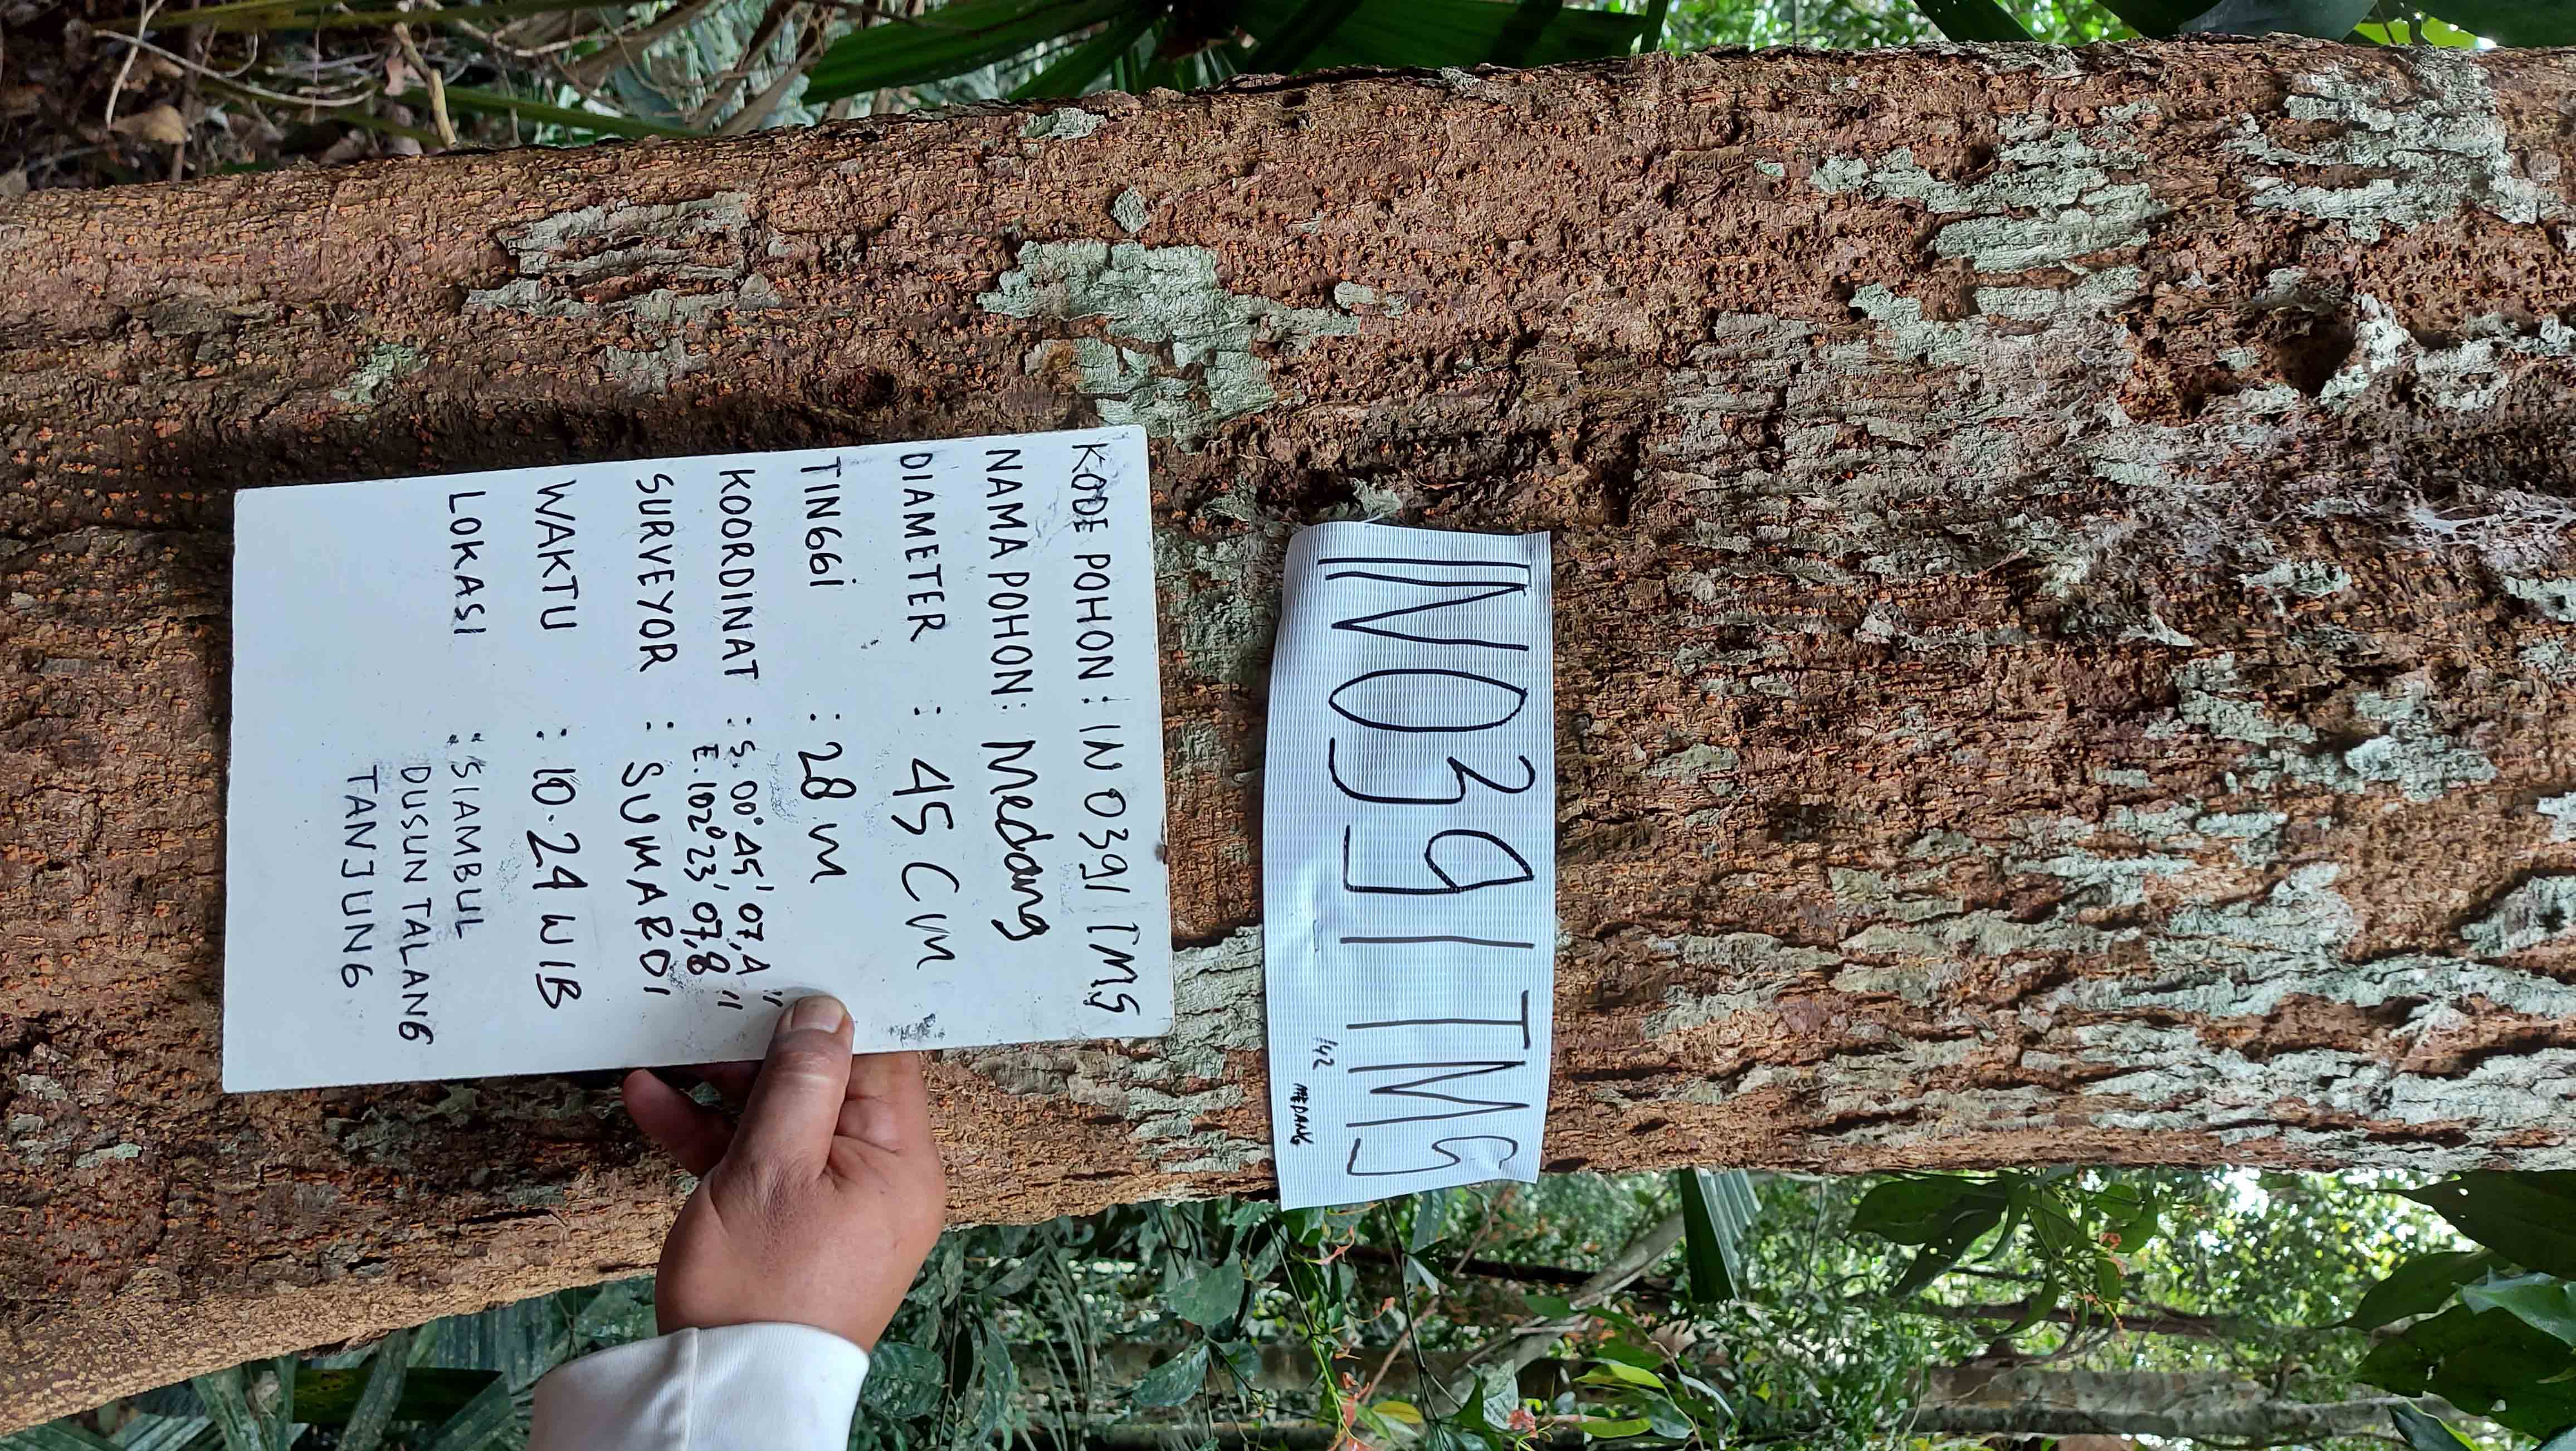 IN0391 TMS
142
MEDANG
KODE POHON : IN 0391 TMS
NAMA POHON : Medang
DIAMETER : 45 Cm
TINGGi : 28 m
KOORDINAT : S. 00° 45' 07,4"
E. 102° 23' 07,8"
SURVEYOR : SUMARDI
WAKTU : 10.24 WIB
LOKASI : SIAMBUL
DUSUN TALANG
TANJUNG